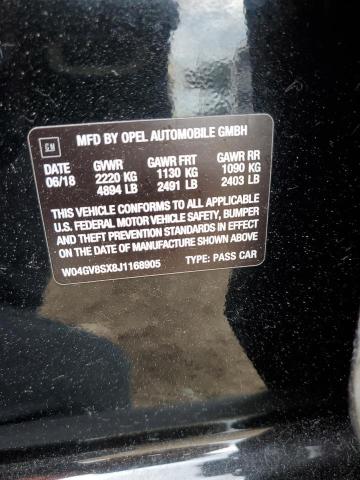 GM MFD BY OPEL AUTOMOBILE GMBH
DATE GVWR GAWR FRT GAWR RR
06/18 2220 KG 1130 KG 1090 KG
4894 LB 2491 LB 2403 LB
THIS VEHICLE CONFORMS TO ALL APPLICABLE
U.S. FEDERAL MOTOR VEHICLE SAFETY, BUMPER
AND THEFT PREVENTION STANDARDS IN EFFECT
ON THE DATE OF MANUFACTURE SHOWN ABOVE.
W04GV8SX8J1168905 TYPE: PASS CAR